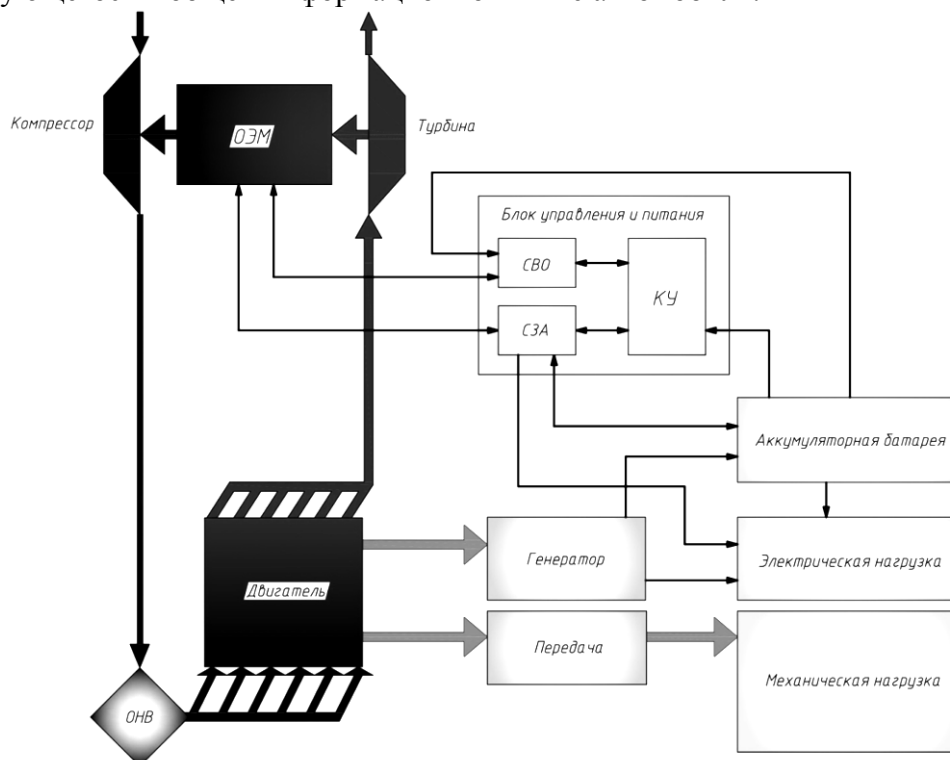 Компрессор
ОЭМ
Турбина
Блок управления и питания
СВО
КУ
СЗА
Аккумуляторная батарея
Генератор
Электрическая нагрузка
Двигатель
Передача
Механическая нагрузка
ОНВ